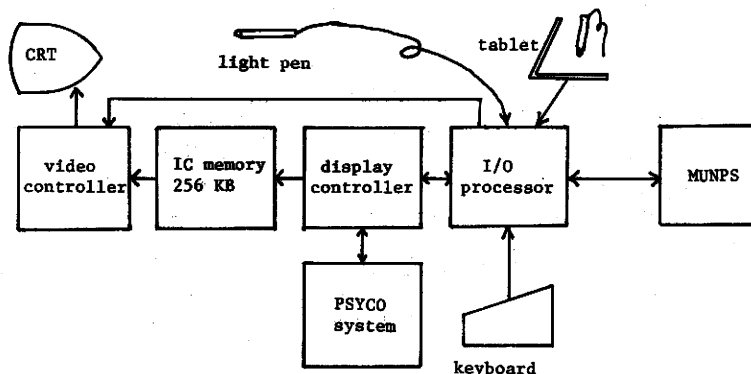 CRT
light pen
tablet
video
controller
IC memory
256 KB
display
controller
I/O
processor
MUNPS
PSYCO
system
keyboard